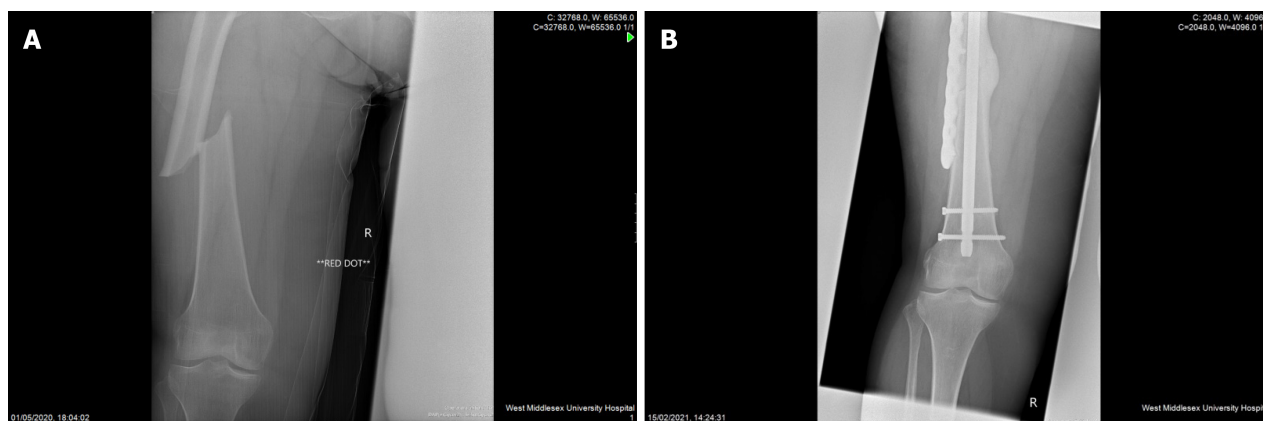 A
C: 32768.0, W: 65536.0
C=32768.0, W=65536.0 1/1
R
**RED DOT**
01/05/2020, 18:04:02
West Middlesex University Hospital
1
B
C: 2048.0, W: 4096
C=2048.0, W=4096.0 1
R
15/02/2021, 14:24:31
West Middlesex University Hospital